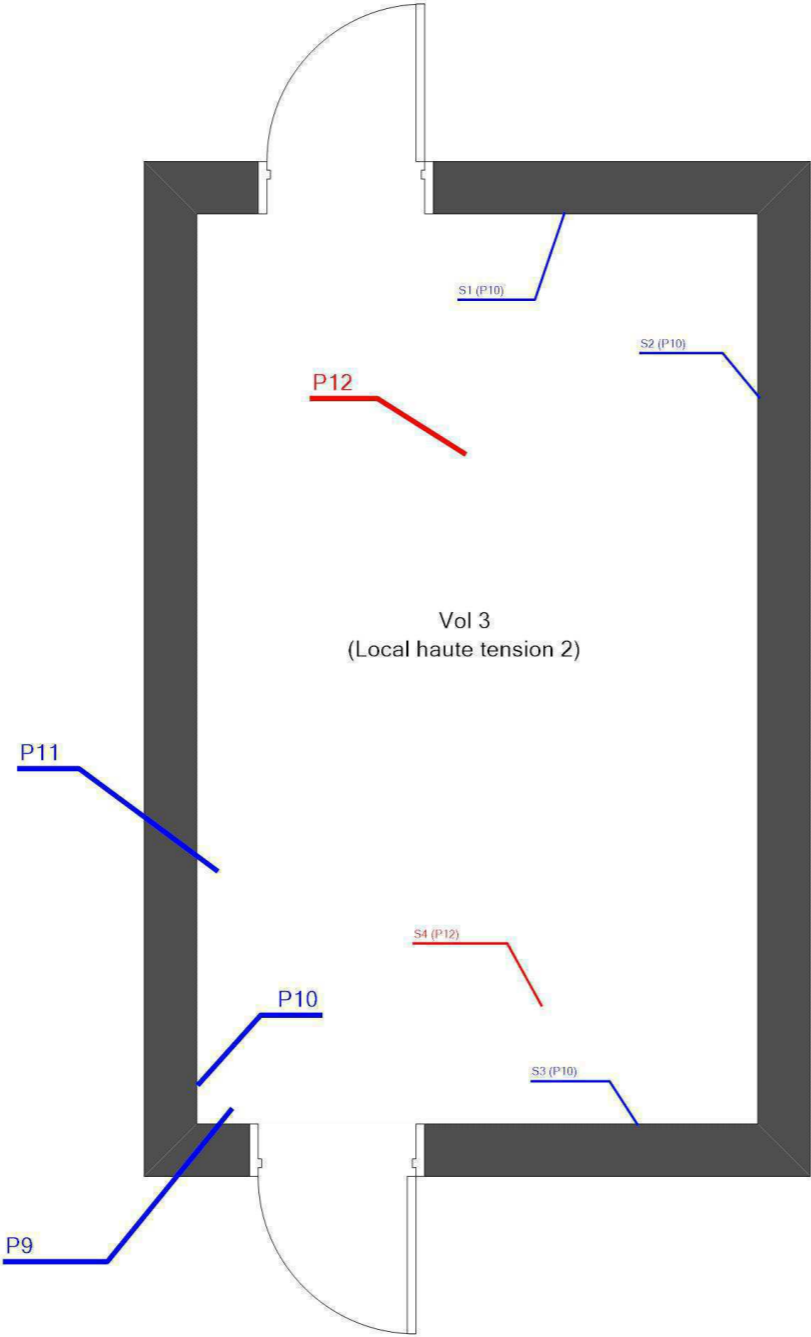 S1 (P10)
S2 (P10)
P12
Vol 3
(Local haute tension 2)
P11
S4 (P12)
P10
S3 (P10)
P9